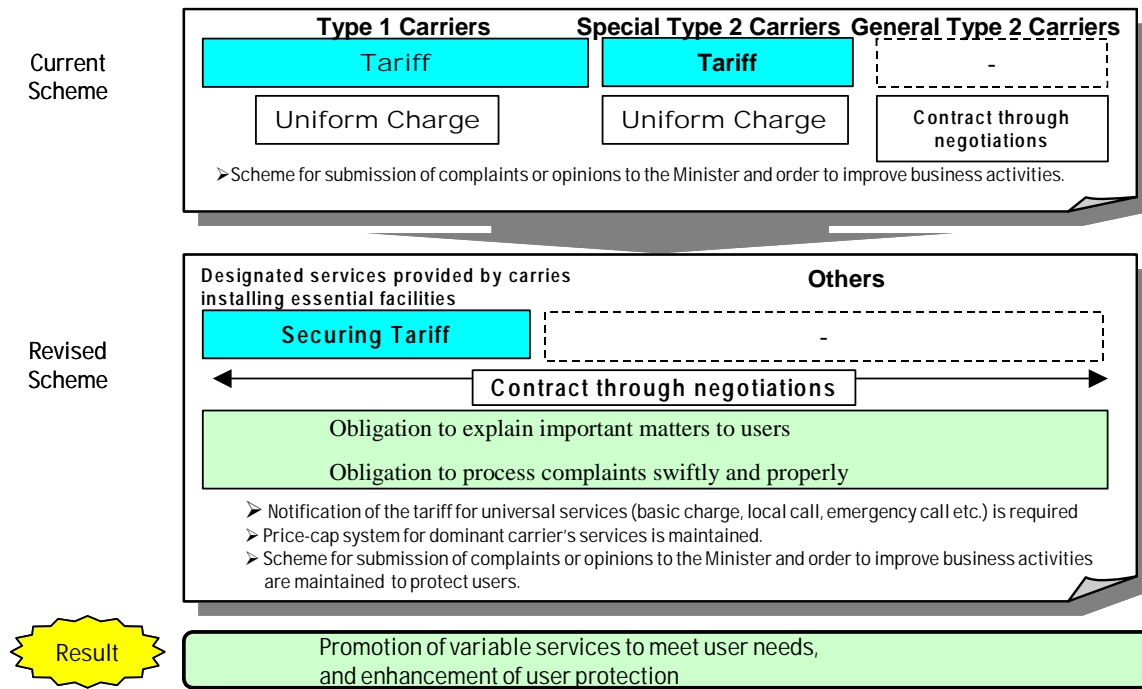 Type 1 Carriers Special Type 2 Carriers General Type 2 Carriers
Current
Scheme
Tariff
Tariff
-
Uniform Charge
Uniform Charge
Contract through
negotiations
➢Scheme for submission of complaints or opinions to the Minister and order to improve business activities.
Designated services provided by carries
installing essential facilities
Others
Revised
Scheme
Securing Tariff
-
Contract through negotiations
Obligation to explain important matters to users
Obligation to process complaints swiftly and properly
➢ Notification of the tariff for universal services (basic charge, local call, emergency call etc.) is required
➢ Price-cap system for dominant carrier's services is maintained.
➢ Scheme for submission of complaints or opinions to the Minister and order to improve business activities
are maintained to protect users.
Result
Promotion of variable services to meet user needs,
and enhancement of user protection